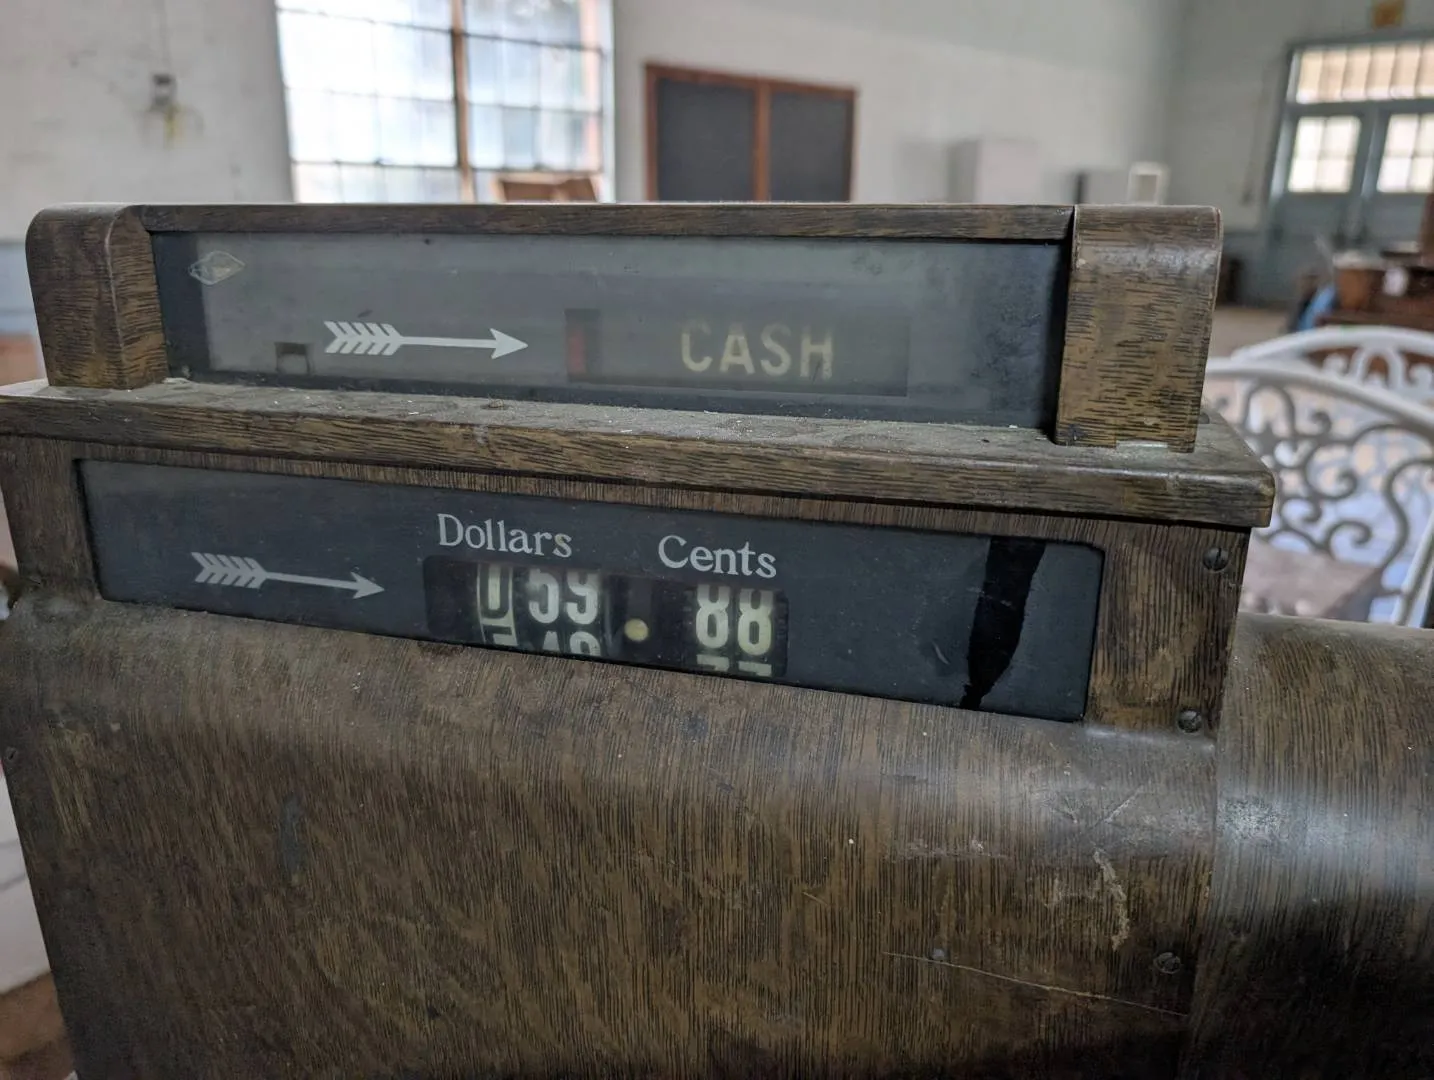 CASH
Dollars Cents
59 . 88